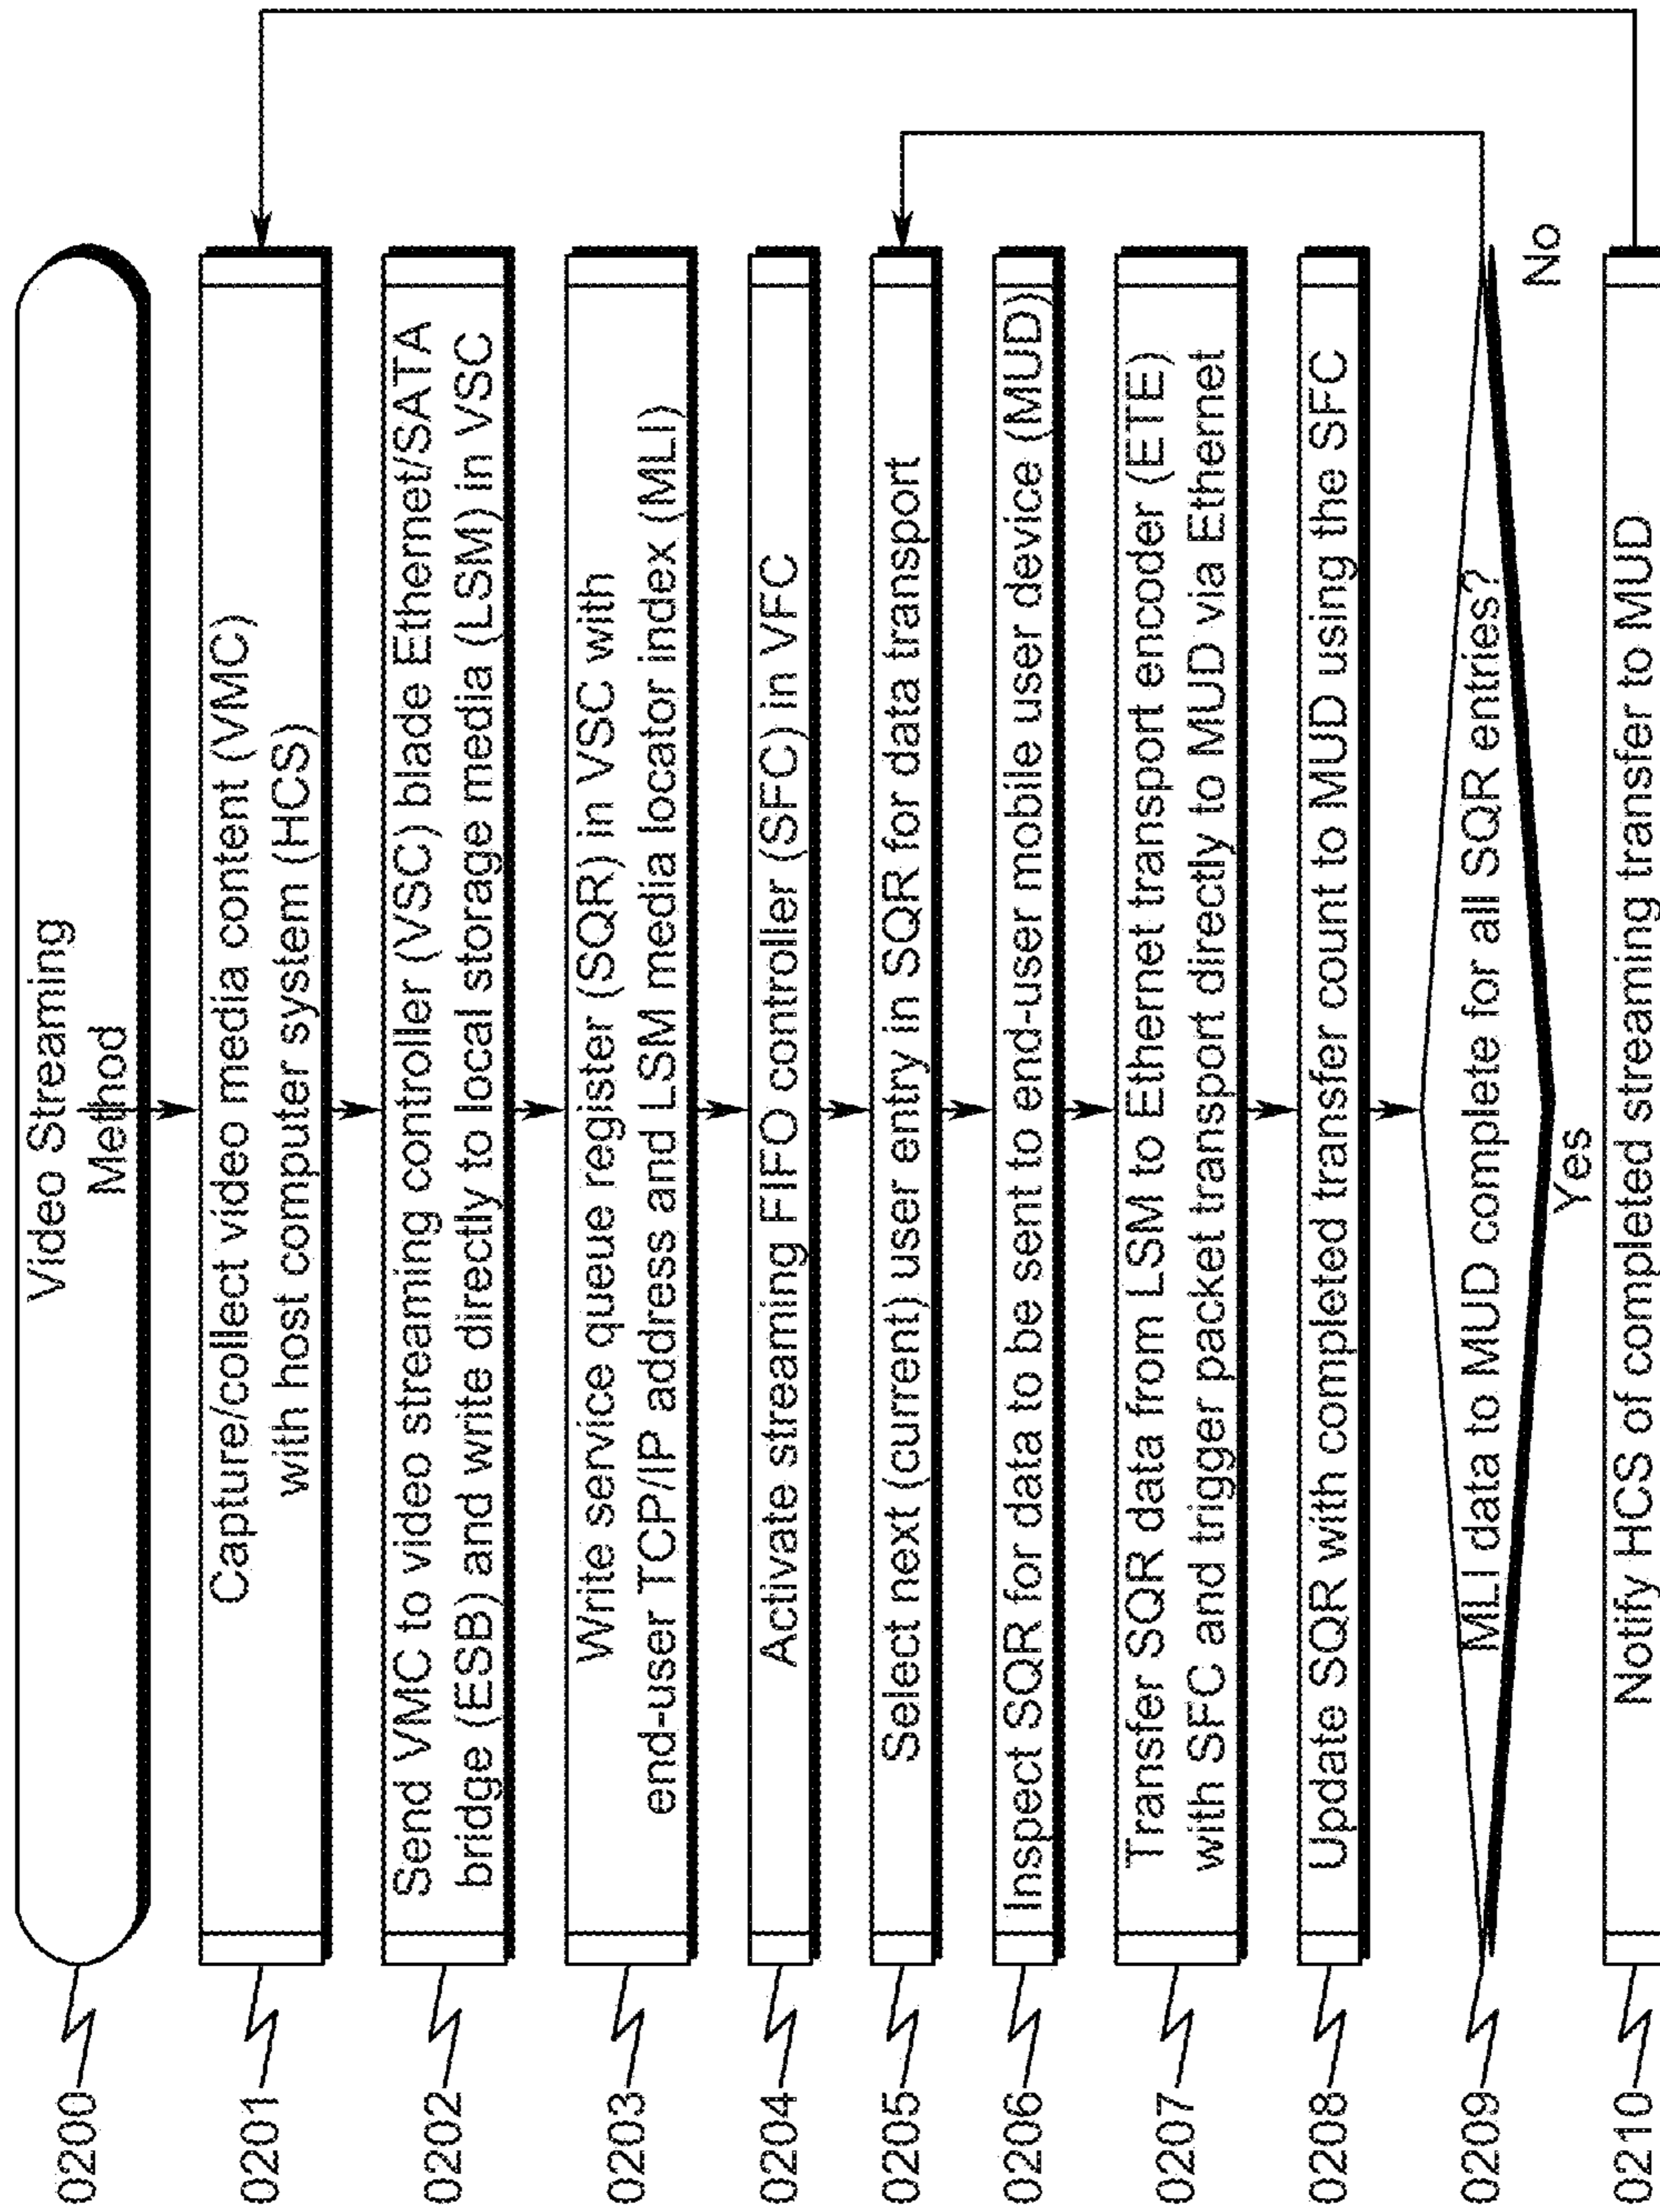 Video Streaming
Method
0200
Capture/collect video media content (VMC)
with host computer system (HCS)
0201
Send VMC to video streaming controller (VSC) blade Ethernet/SATA
bridge (ESB) and write directly to local storage media (LSM) in VSC
0202
Write service queue register (SQR) in VSC with
end-user TCP/IP address and LSM media locator index (MLI)
0203
Activate streaming FIFO controller (SFC) in VFC
0204
Select next (current) user entry in SQR for data transport
0205
Inspect SQR for data to be sent to end-user mobile user device (MUD)
0206
Transfer SQR data from LSM to Ethernet transport encoder (ETE)
with SFC and trigger packet transport directly to MUD via Ethernet
0207
Update SQR with completed transfer count to MUD using the SFC
0208
MLI data to MUD complete for all SQR entries?
0209
No
Yes
Notify HCS of completed streaming transfer to MUD
0210